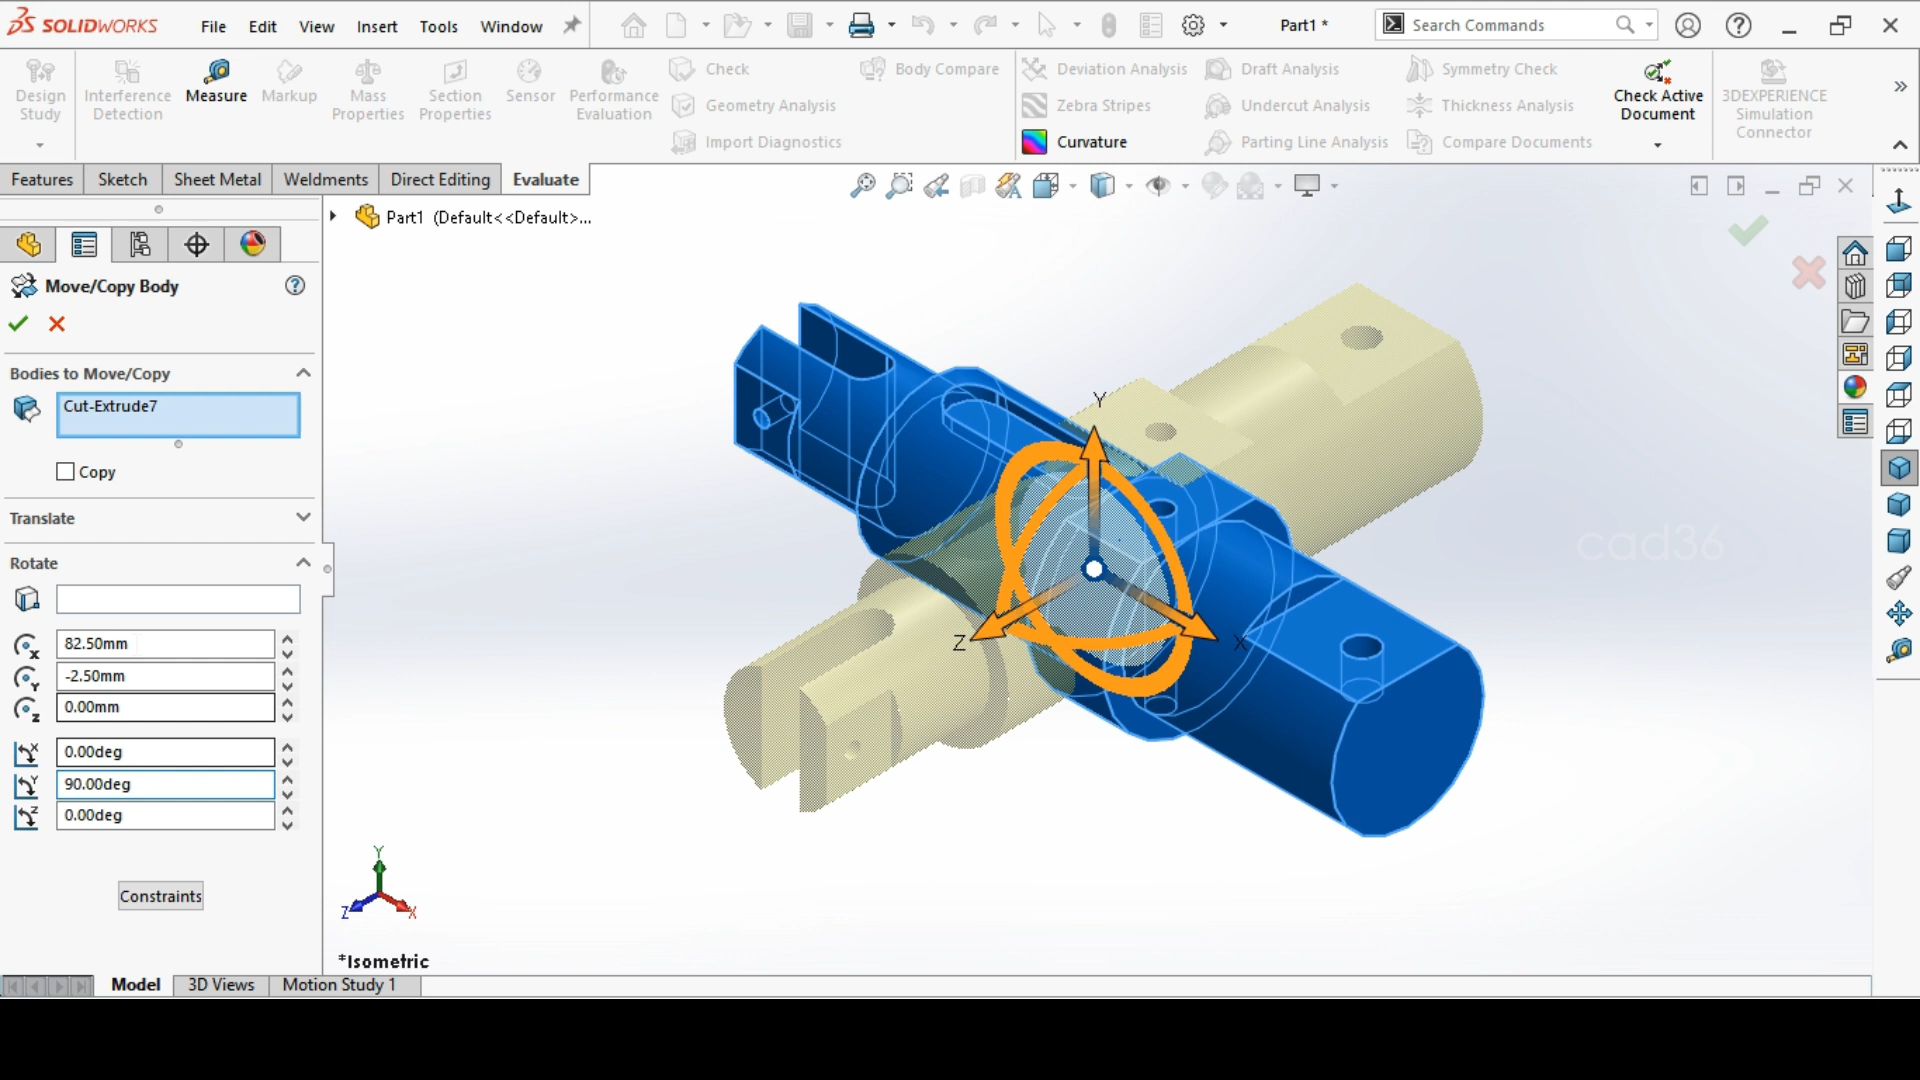 SOLIDWORKS
File Edit View Insert Tools Window
Part1 *
Search Commands
Design Study
Interference Detection
Measure
Markup
Mass Properties
Section Properties
Sensor
Performance Evaluation
Check
Geometry Analysis
Import Diagnostics
Body Compare
Deviation Analysis
Zebra Stripes
Curvature
Draft Analysis
Undercut Analysis
Parting Line Analysis
Symmetry Check
Thickness Analysis
Compare Documents
Check Active Document
3DEXPERIENCE Simulation Connector
Features Sketch Sheet Metal Weldments Direct Editing Evaluate
Part1 (Default<<Default>...
Move/Copy Body
Bodies to Move/Copy
Cut-Extrude7
Copy
Translate
Rotate
82.50mm
-2.50mm
0.00mm
0.00deg
90.00deg
0.00deg
Constraints
Y
Z
X
cad36
Y
Z
X
*Isometric
Model 3D Views Motion Study 1